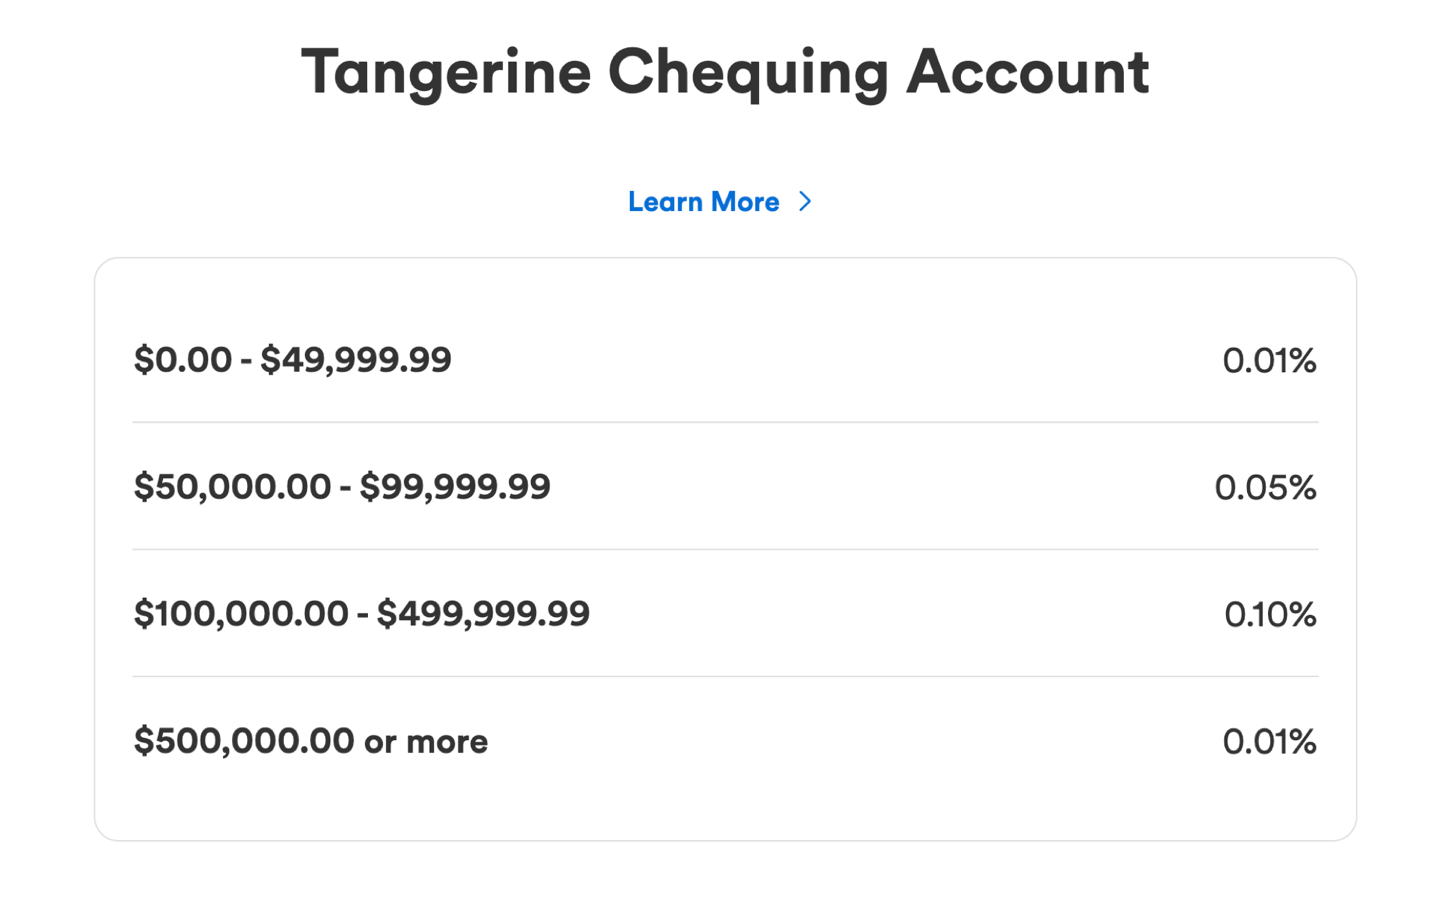 Tangerine Chequing Account
Learn More
$0.00 - $49,999.99 0.01%
$50,000.00 - $99,999.99 0.05%
$100,000.00 - $499,999.99 0.10%
$500,000.00 or more 0.01%